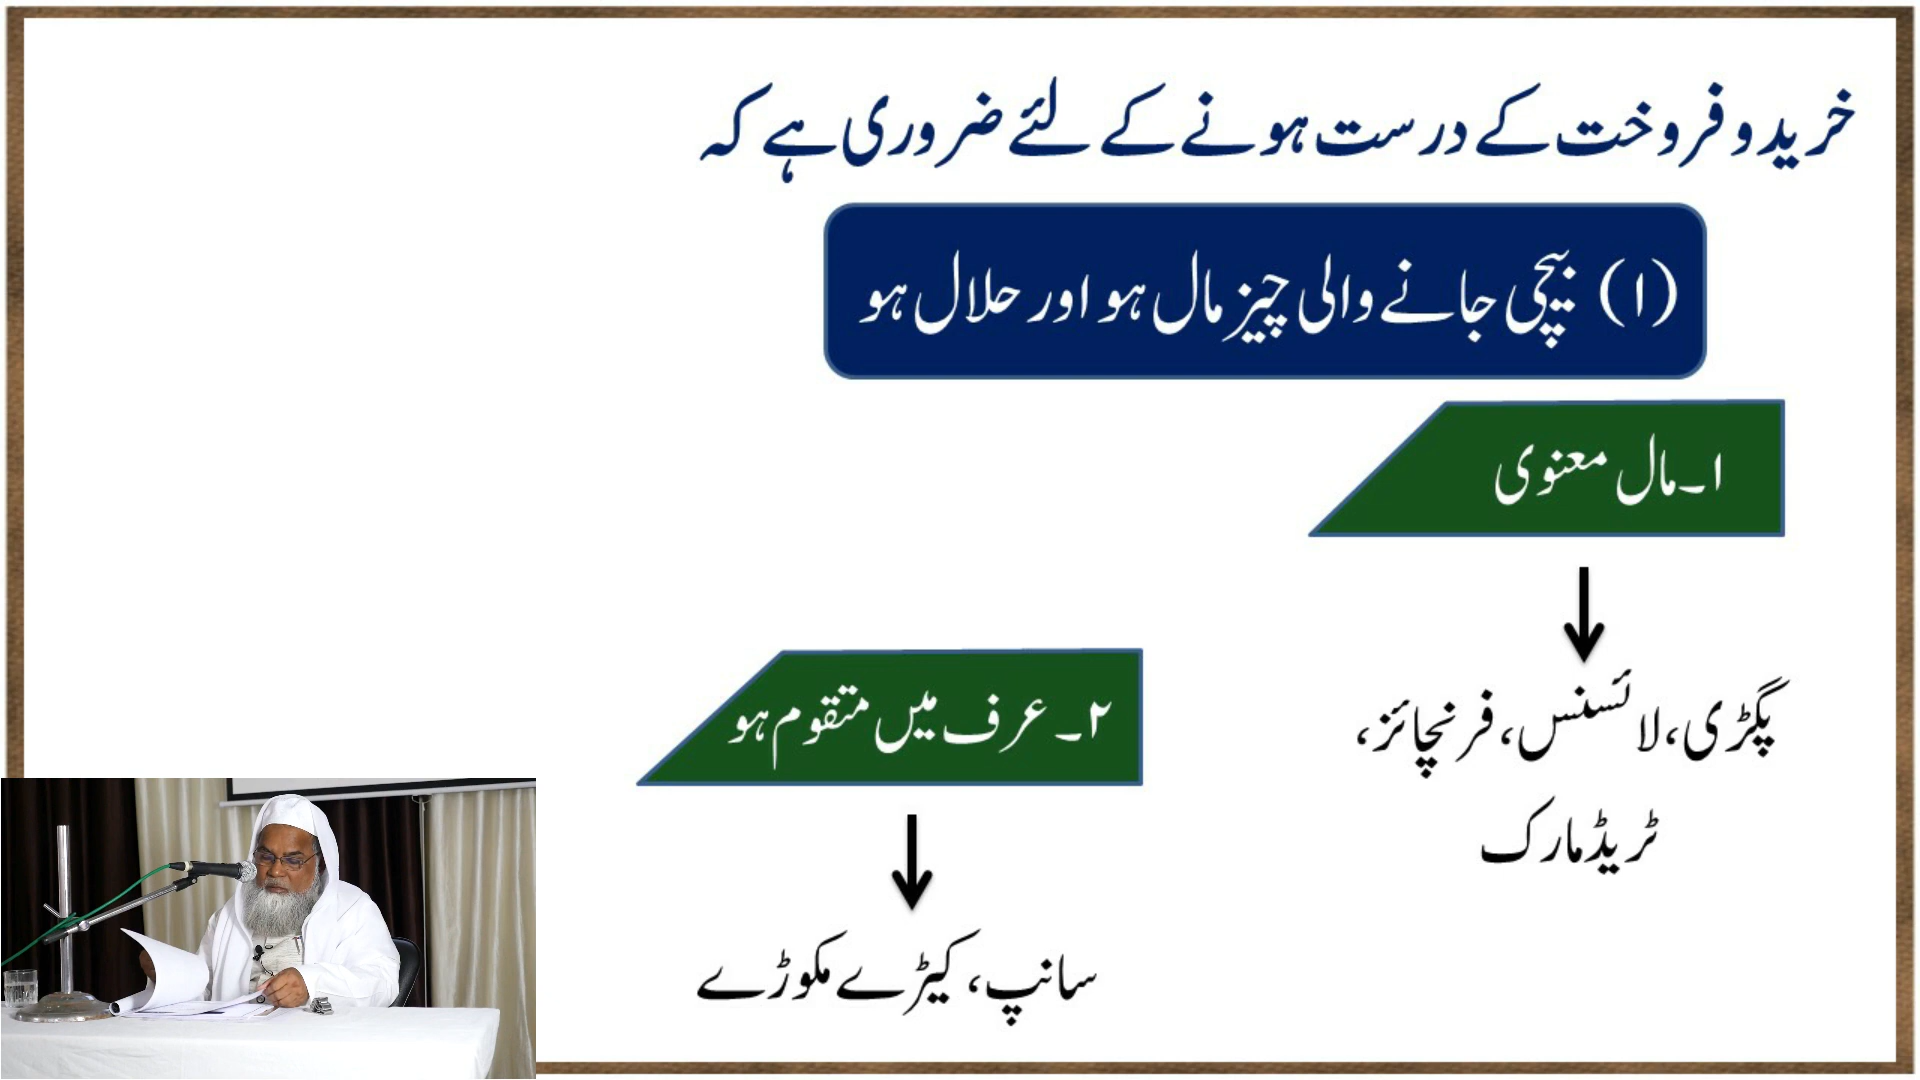 خرید و فروخت کے درست ہونے کے لئے ضروری ہے کہ
(۱) بیچی جانے والی چیز مال ہو اور حلال ہو
۱۔مال معنوی
پگڑی، لائسنس، فرنچائز،
ٹریڈمارک
۲۔ عرف میں متقوم ہو
سانپ، کیڑے مکوڑے